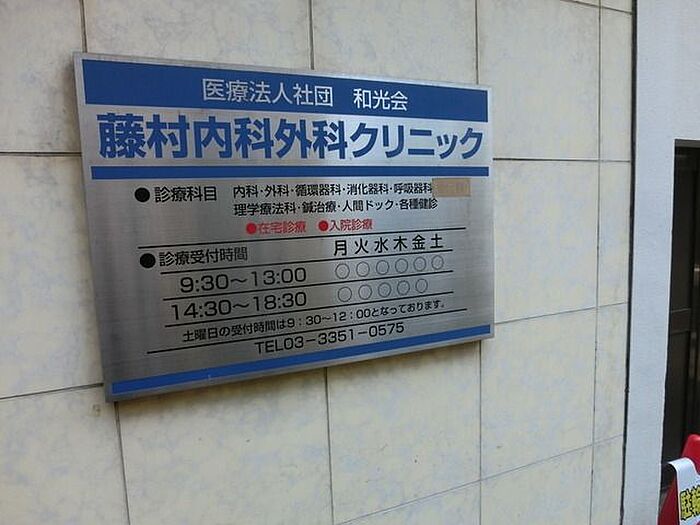 医療法人社団 和光会
藤村内科外科クリニック
●診療科目 内科・外科・循環器科・消化器科・呼吸器科
理学療法科・鍼治療・人間ドック・各種健診
●在宅診療 ●入院診療
●診療受付時間 月火水木金土
9:30〜13:00 ○○○○○○
14:30〜18:30 ○○○○○
土曜日の受付時間は9:30〜12:00となっております。
TEL03-3351-0575